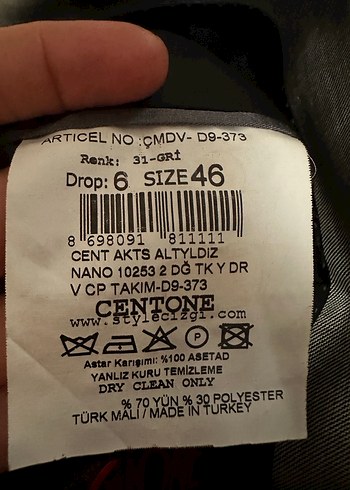 ARTICEL NO :ÇMDV- D9-373
Renk: 31-GRİ
Drop: 6 SIZE 46
8 698091 811111
CENT AKTS ALTYLDIZ
NANO 10253 2 DĞ TK Y DR
V CP TAKIM-D9-373
CENTONE
www.stylecizgi.com
P
Astar Karışımı: %100 ASETAD
YANLIZ KURU TEMİZLEME
DRY CLEAN ONLY
% 70 YÜN % 30 POLYESTER
TÜRK MALI / MADE IN TURKEY